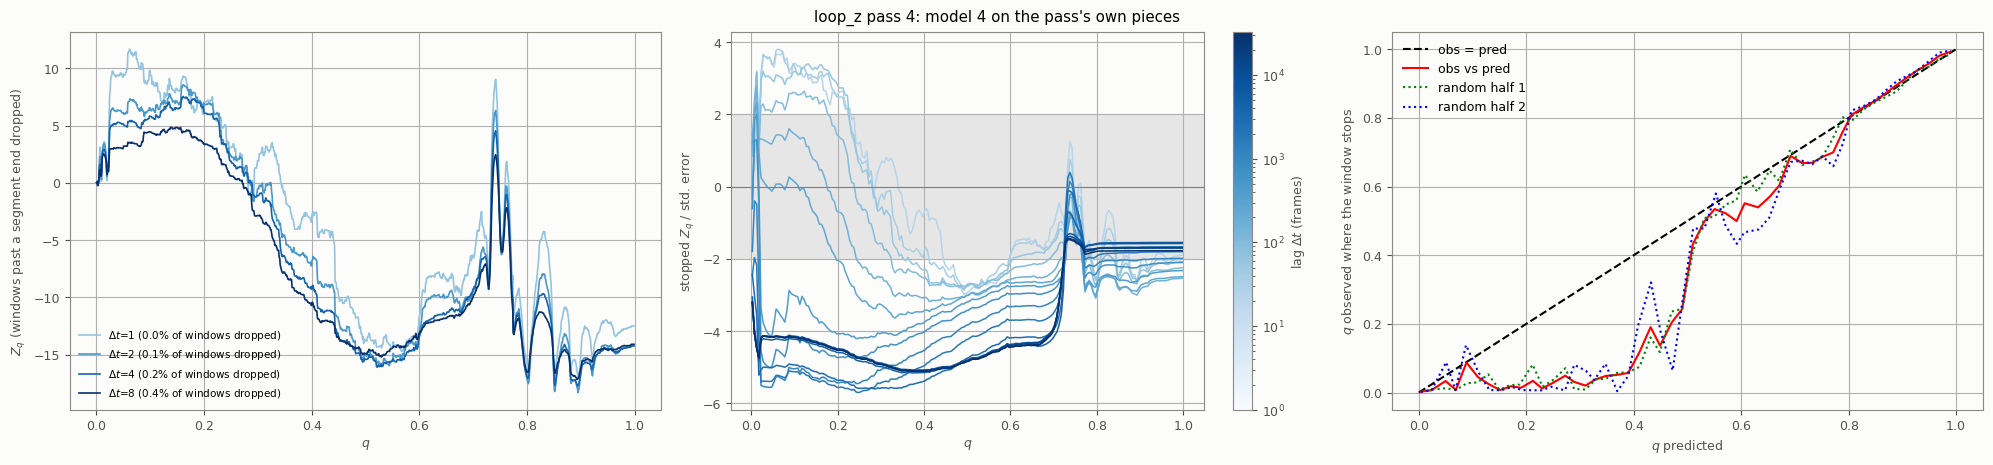 loop_z pass 4: model 4 on the pass's own pieces
Z_q (windows past a segment end dropped)
10
5
0
−5
−10
−15
Δt=1 (0.0% of windows dropped)
Δt=2 (0.1% of windows dropped)
Δt=4 (0.2% of windows dropped)
Δt=8 (0.4% of windows dropped)
0.0 0.2 0.4 0.6 0.8 1.0
q
stopped Z_q / std. error
4
2
0
−2
−4
−6
0.0 0.2 0.4 0.6 0.8 1.0
q
10^4
10^3
10^2
10^1
10^0
lag Δt (frames)
q observed where the window stops
1.0
0.8
0.6
0.4
0.2
0.0
obs = pred
obs vs pred
random half 1
random half 2
0.0 0.2 0.4 0.6 0.8 1.0
q predicted